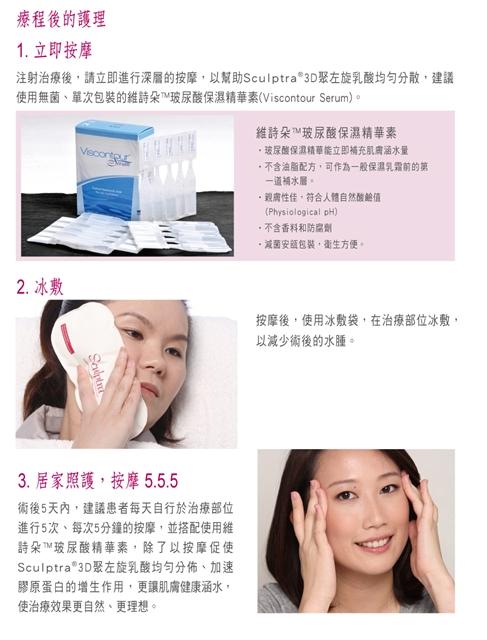 療程後的護理
1. 立即按摩
注射治療後，請立即進行深層的按摩，以幫助Sculptra®3D聚左旋乳酸均勻分散，建議
使用無菌、單次包裝的維詩朵™玻尿酸保濕精華素(Viscontour Serum)。
Viscontour
維詩朵™玻尿酸保濕精華素
・玻尿酸保濕精華能立即補充肌膚涵水量
・不含油脂配方，可作為一般保濕乳霜前的第
一道補水層。
・親膚性佳，符合人體自然酸鹼值
(Physiological pH)
・不含香料和防腐劑
・滅菌安瓿包裝，衛生方便。
2. 冰敷
Sculptra
按摩後，使用冰敷袋，在治療部位冰敷，
以減少術後的水腫。
3. 居家照護，按摩 5.5.5
術後5天內，建議患者每天自行於治療部位
進行5次、每次5分鐘的按摩，並搭配使用維
詩朵™玻尿酸精華素，除了以按摩促使
Sculptra®3D聚左旋乳酸均勻分佈、加速
膠原蛋白的增生作用，更讓肌膚健康涵水，
使治療效果更自然、更理想。